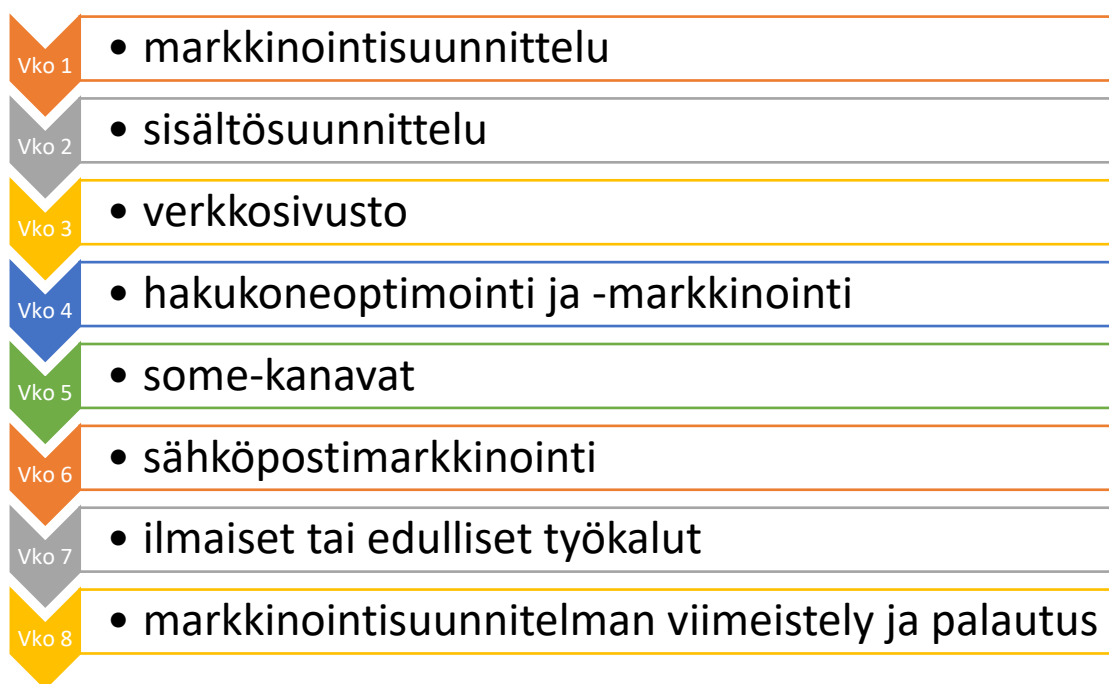 Vko 1
• markkinointisuunnittelu
Vko 2
• sisältösuunnittelu
Vko 3
• verkkosivusto
Vko 4
• hakukoneoptimointi ja -markkinointi
Vko 5
• some-kanavat
Vko 6
• sähköpostimarkkinointi
Vko 7
• ilmaiset tai edulliset työkalut
Vko 8
• markkinointisuunnitelman viimeistely ja palautus